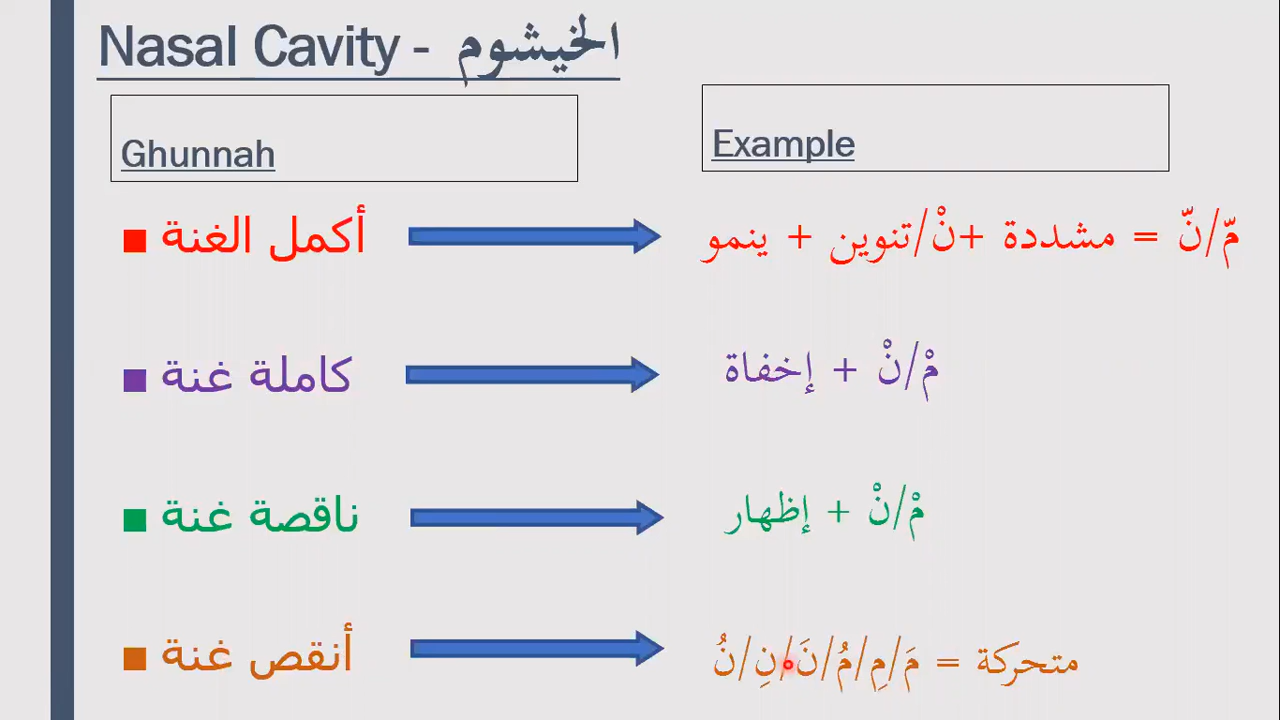 Nasal Cavity - الخيشوم
Ghunnah
Example
أكمل الغنة
مّ/نّ = مشددة +نْ/تنوين + ينمو
كاملة غنة
مْ/نْ + إخفاة
ناقصة غنة
مْ/نْ + إظهار
أنقص غنة
متحركة = مَ/مِ/مُ/نَ/نِ/نُ